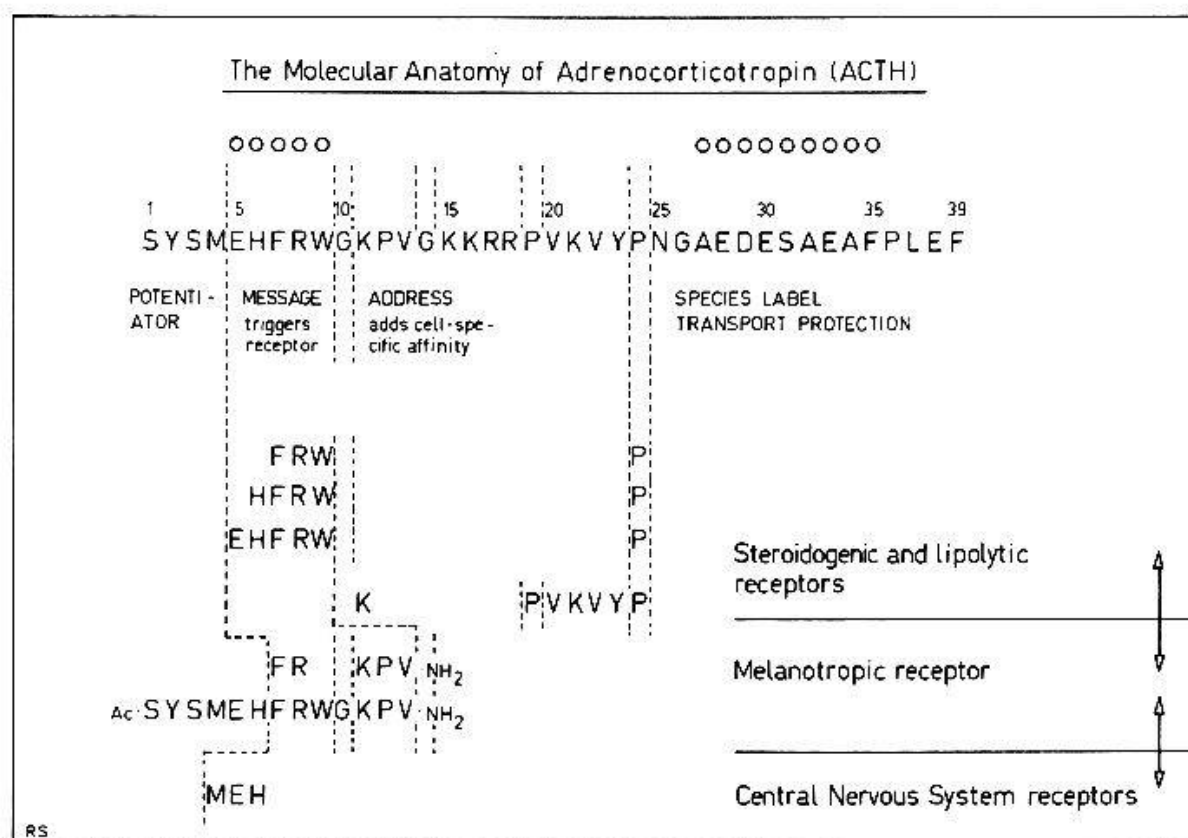 The Molecular Anatomy of Adrenocorticotropin (ACTH)
1 5 10 15 20 25 30 35 39
SYSMEHFRWGKPVGKKRRPVKVYPNGAEDESAEAFPLEF
POTENTI-
ATOR
MESSAGE
triggers
receptor
ADDRESS
adds cell-spe-
cific affinity
SPECIES LABEL
TRANSPORT PROTECTION
FRW P
HFRW P
EHFRW P
Steroidogenic and lipolytic
receptors
K PVKVYP
FR KPV NH2
Melanotropic receptor
Ac·SYSMEHFRWGKPV·NH2
MEH
Central Nervous System receptors
RS